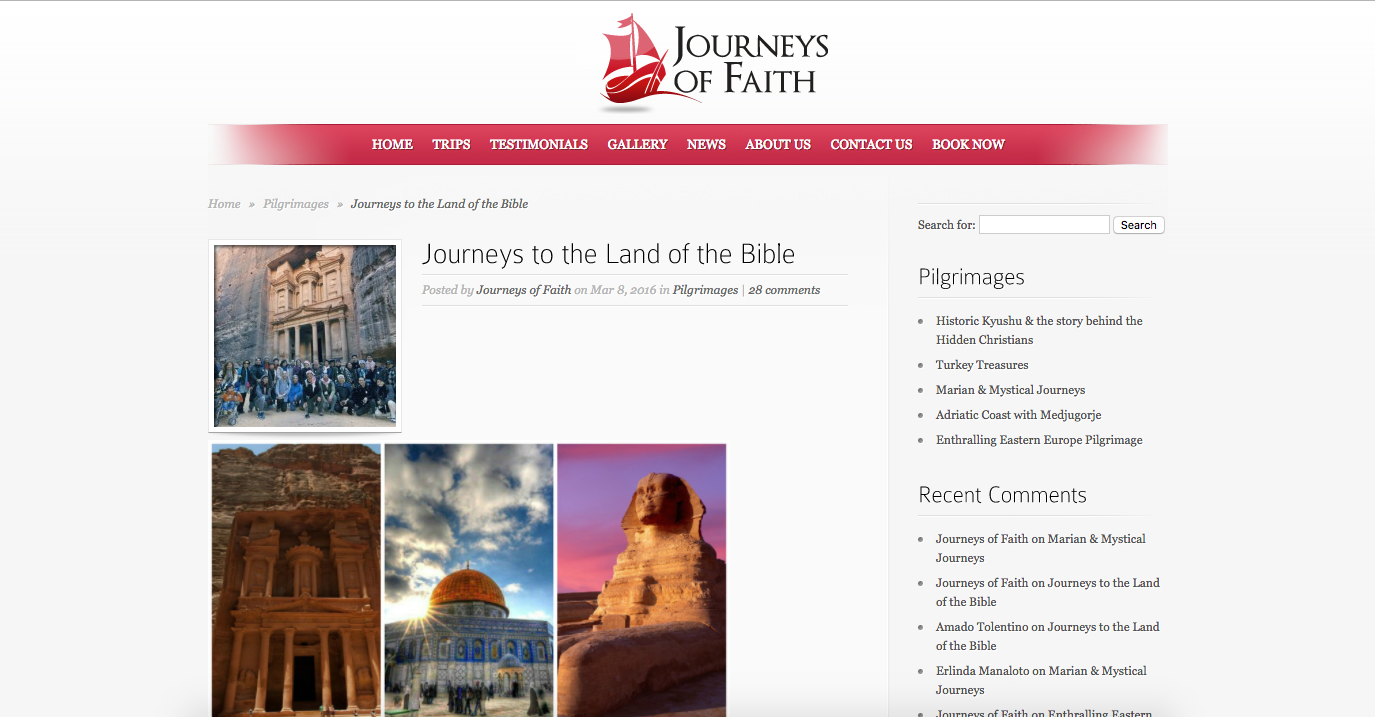 JOURNEYS
OF FAITH
HOME TRIPS TESTIMONIALS GALLERY NEWS ABOUT US CONTACT US BOOK NOW
Home » Pilgrimages » Journeys to the Land of the Bible
Journeys to the Land of the Bible
Posted by Journeys of Faith on Mar 8, 2016 in Pilgrimages | 28 comments
Search for: Search
Pilgrimages
Historic Kyushu & the story behind the
Hidden Christians
Turkey Treasures
Marian & Mystical Journeys
Adriatic Coast with Medjugorje
Enthralling Eastern Europe Pilgrimage
Recent Comments
Journeys of Faith on Marian & Mystical
Journeys
Journeys of Faith on Journeys to the Land
of the Bible
Amado Tolentino on Journeys to the Land
of the Bible
Erlinda Manaloto on Marian & Mystical
Journeys
Journeys of Faith on Enthralling Eastern